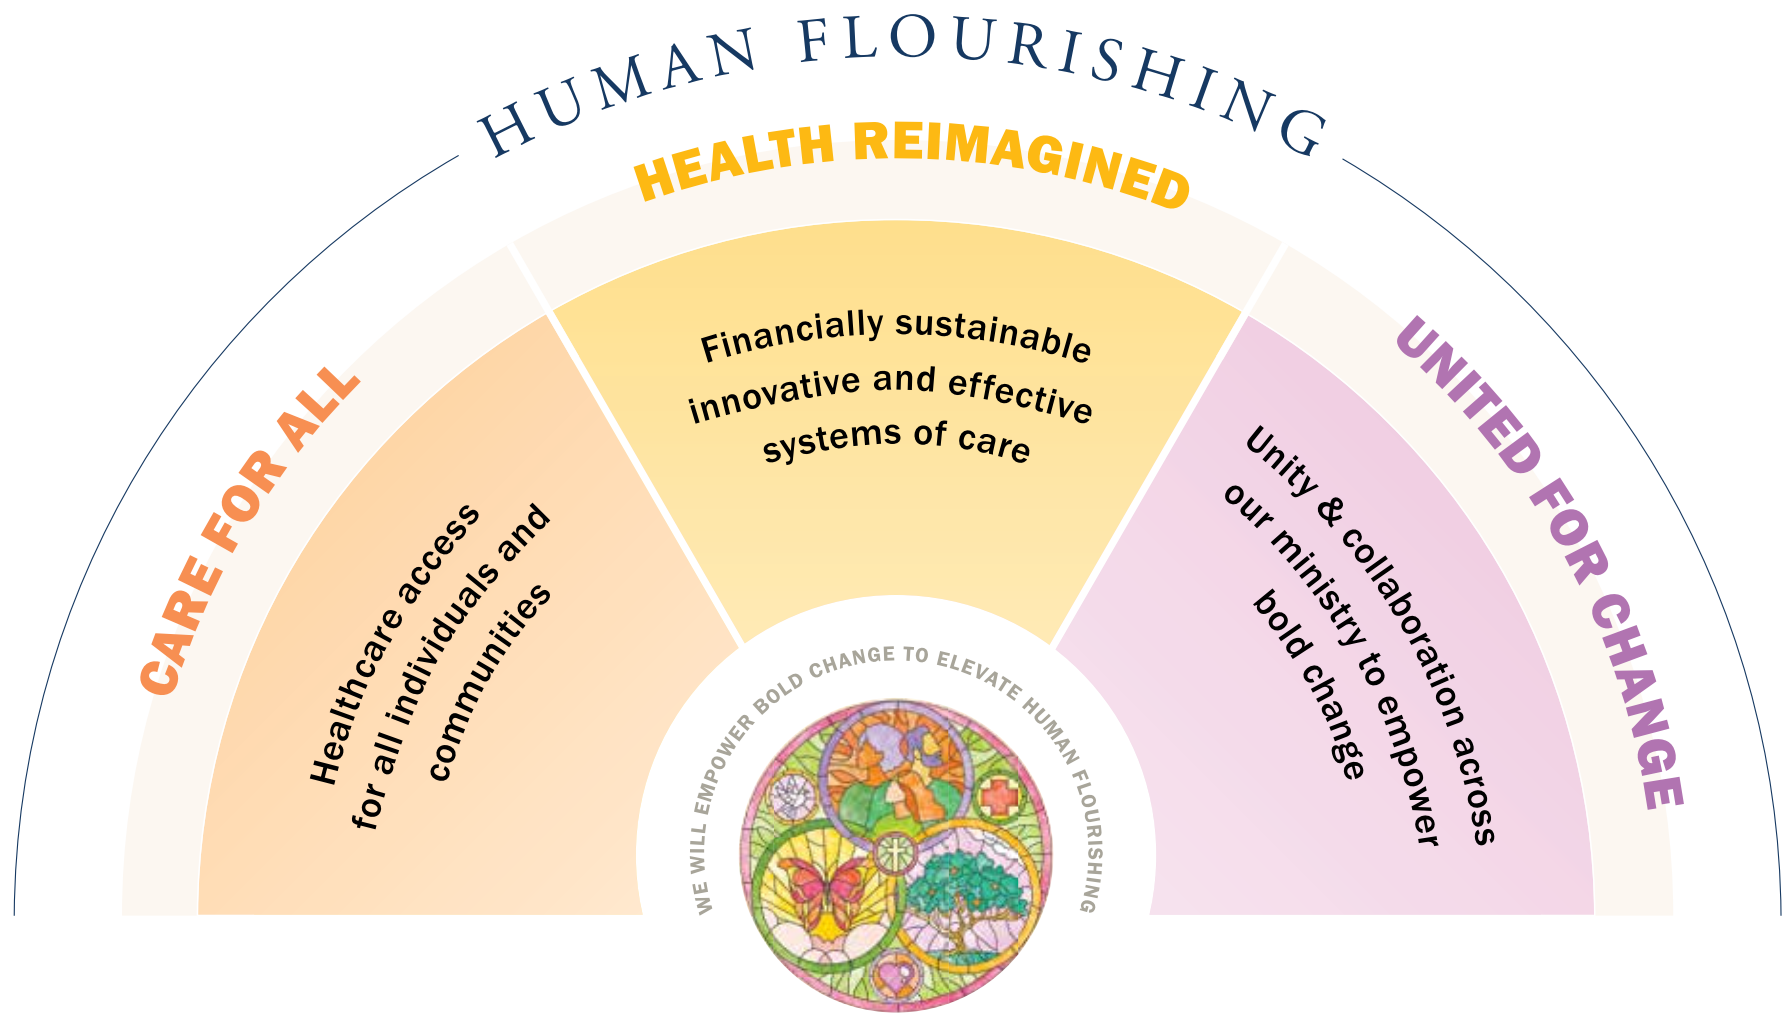 HUMAN FLOURISHING
CARE FOR ALL
Healthcare access
for all individuals and
communities
HEALTH REIMAGINED
Financially sustainable
innovative and effective
systems of care
UNITED FOR CHANGE
Unity & collaboration across
our ministry to empower
bold change
WE WILL EMPOWER BOLD CHANGE TO ELEVATE HUMAN FLOURISHING